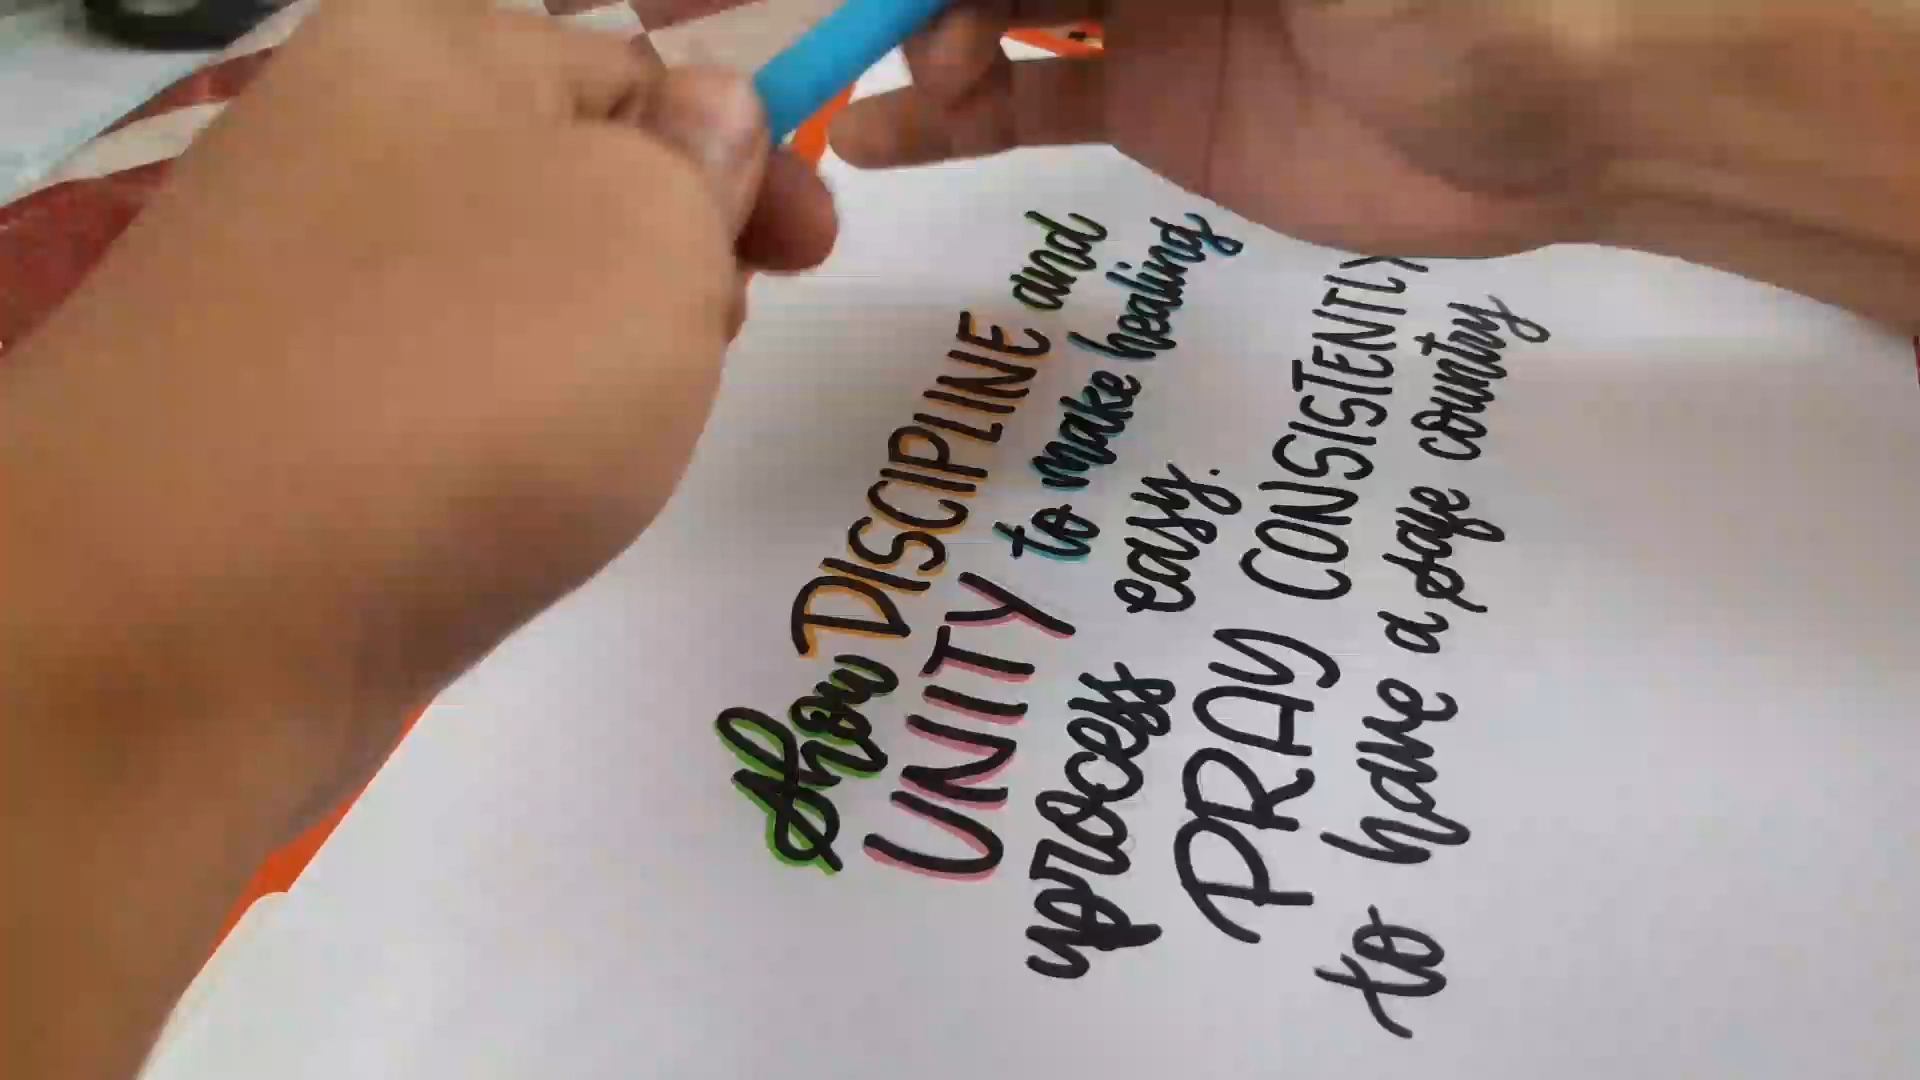 show DISCIPLINE and
UNITY to make healing
process easy.
PRAY CONSISTENTLY
to have a safe country